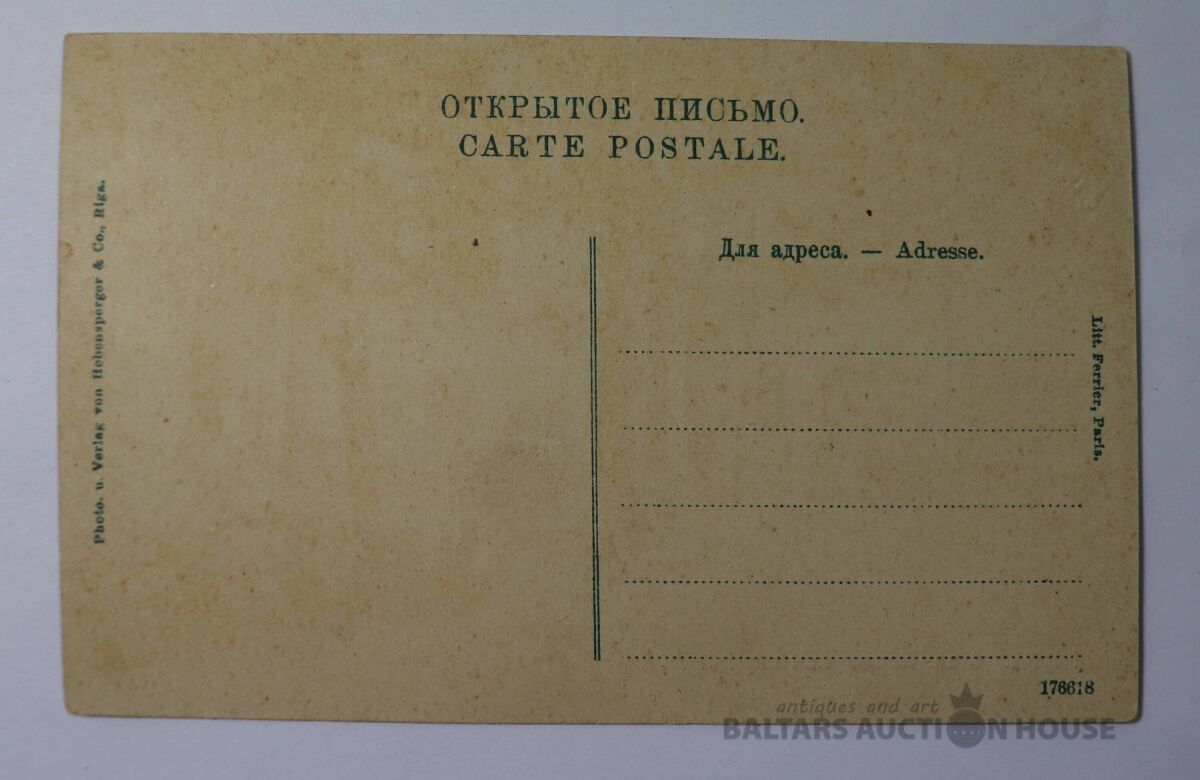 ОТКРЫТОЕ ПИСЬМО.
CARTE POSTALE.
Photo- u. Verlag von Hebensperger & Co., Riga.
Для адреса. — Adresse.
Litt. Ferrier, Paris.
176618
antiques and art
BALTARS AUCTION HOUSE